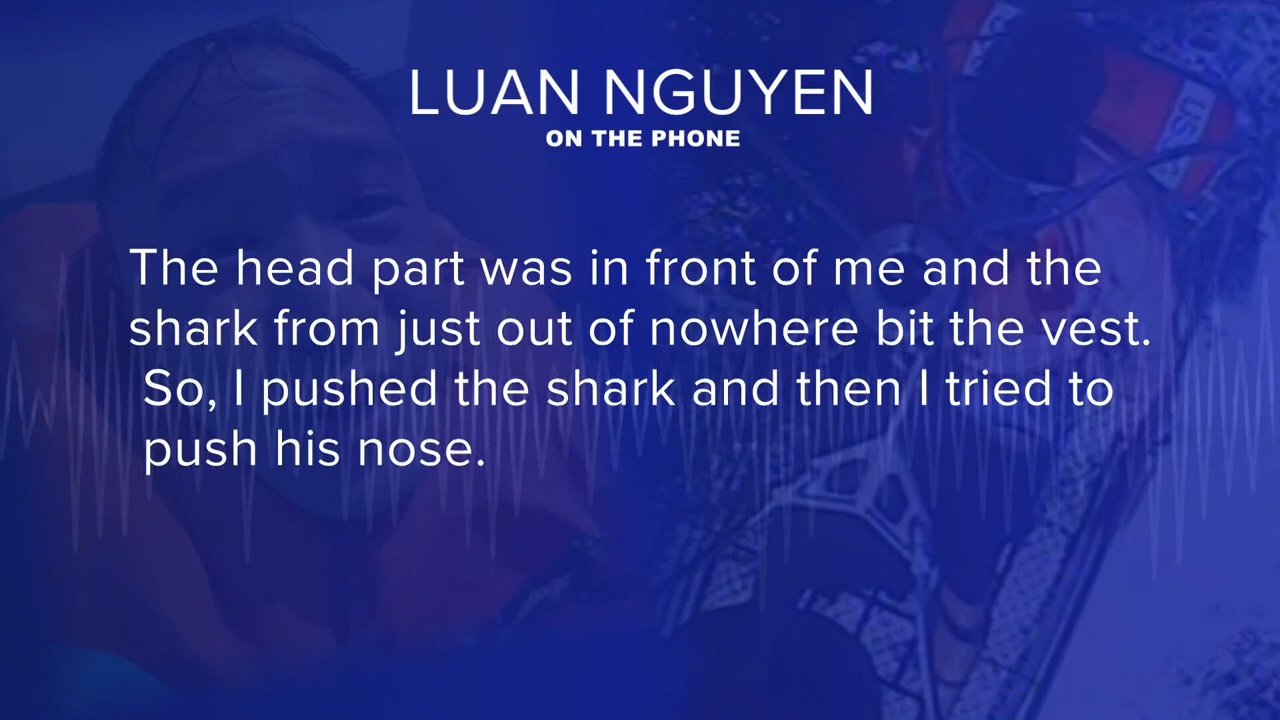 LUAN NGUYEN
ON THE PHONE
The head part was in front of me and the
shark from just out of nowhere bit the vest.
So, I pushed the shark and then I tried to
push his nose.
US